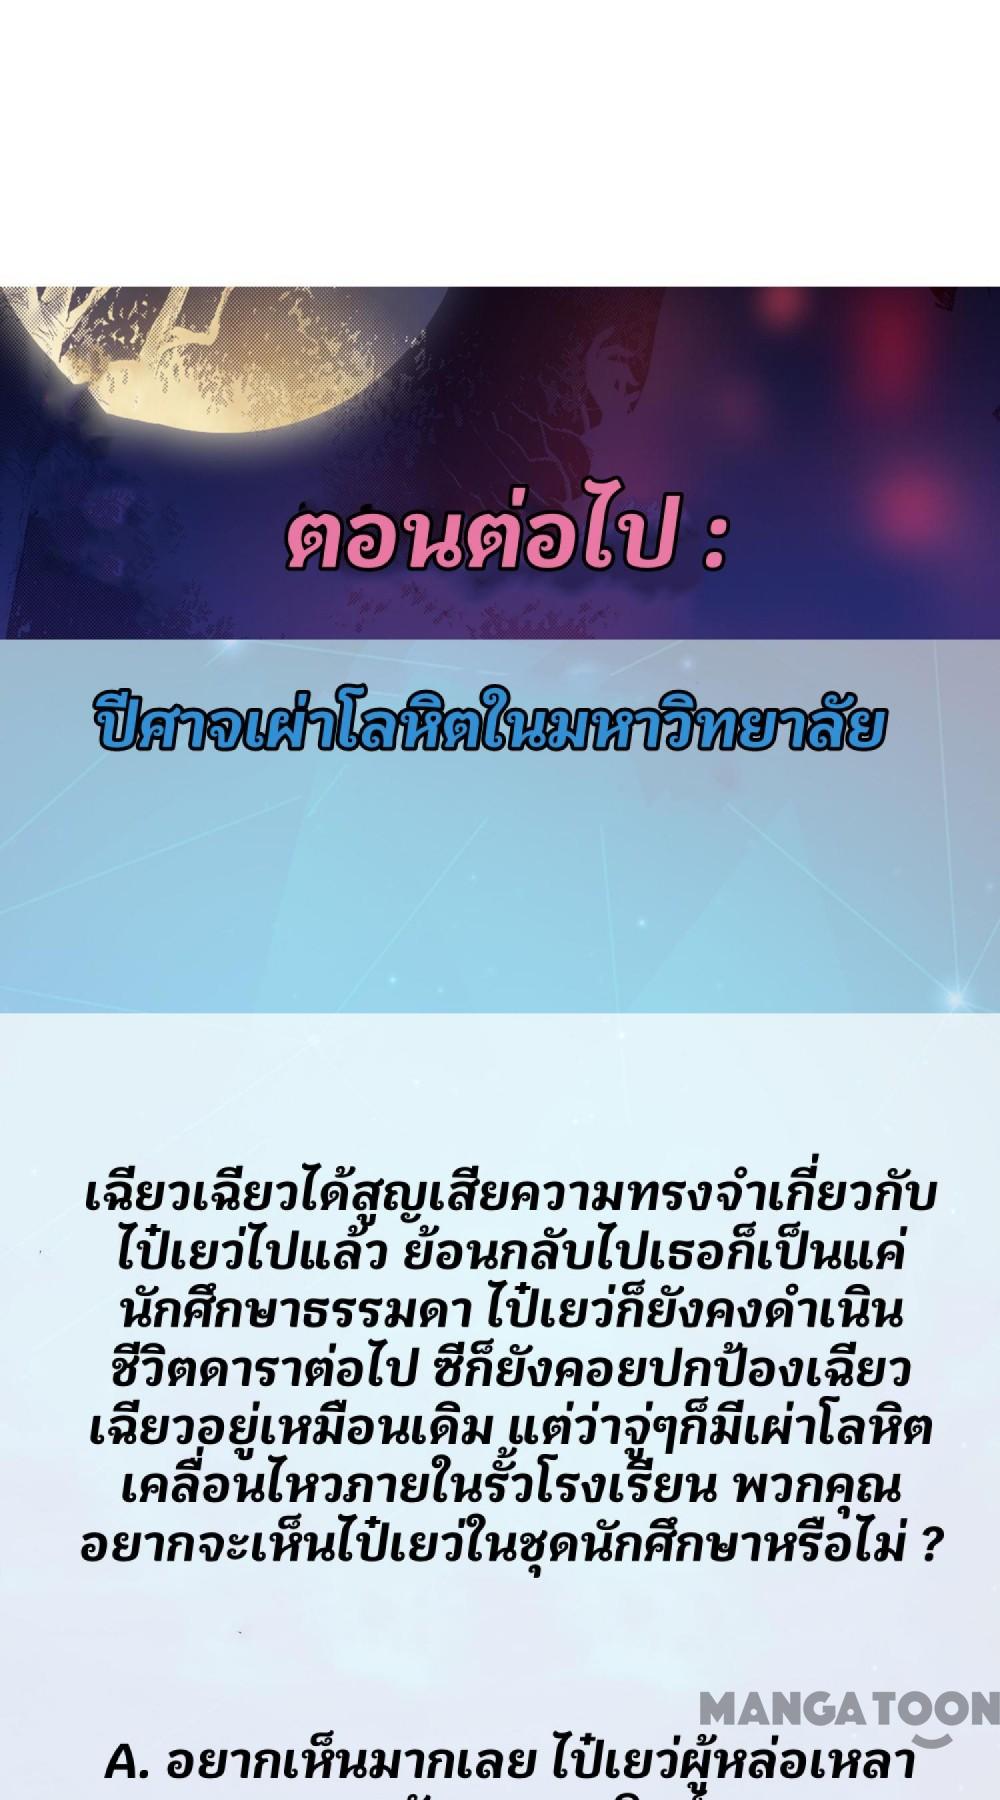 ตอนต่อไป :
ปีศาจเผ่าโลหิตในมหาวิทยาลัย
เฉียวเฉียวได้สูญเสียความทรงจำเกี่ยวกับ
ไป๋เยว่ไปแล้ว ย้อนกลับไปเธอก็เป็นแค่
นักศึกษาธรรมดา ไป๋เยว่ก็ยังคงดำเนิน
ชีวิตดาราต่อไป ซีก็ยังคอยปกป้องเฉียว
เฉียวอยู่เหมือนเดิม แต่ว่าจู่ๆก็มีเผ่าโลหิต
เคลื่อนไหวภายในรั้วโรงเรียน พวกคุณ
อยากจะเห็นไป๋เยว่ในชุดนักศึกษาหรือไม่ ?
MANGATOON
A. อยากเห็นมากเลย ไป๋เยว่ผู้หล่อเหลา